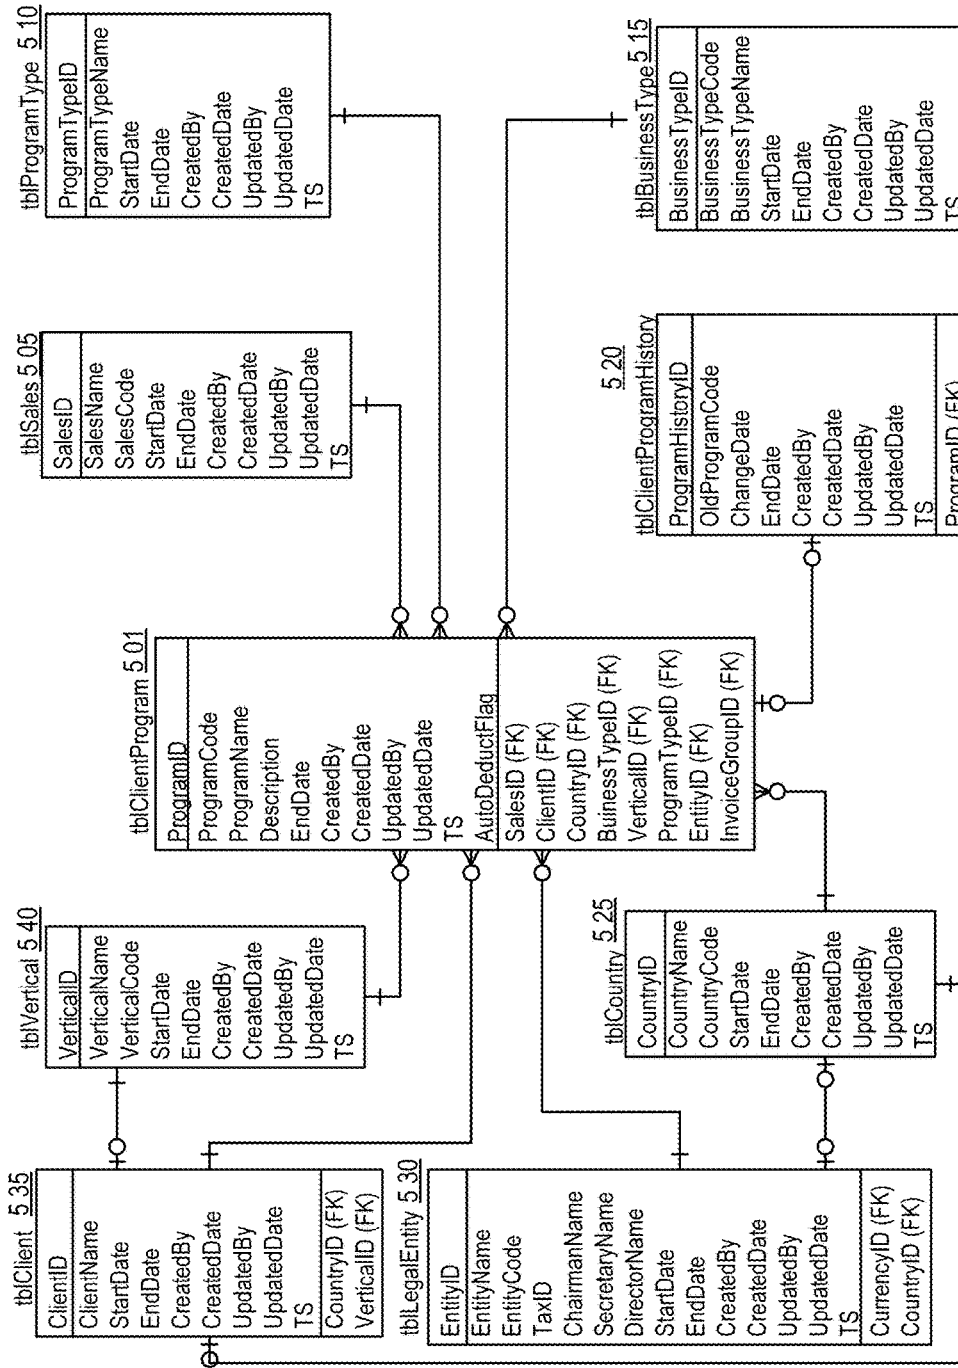 tblClient 5 35
ClientID
ClientName
StartDate
EndDate
CreatedBy
CreatedDate
UpdatedBy
UpdatedDate
TS
CountryID (FK)
VerticalID (FK)
tblVertical 5 40
VerticalID
VerticalName
VerticalCode
StartDate
EndDate
CreatedBy
CreatedDate
UpdatedBy
UpdatedDate
TS
tblSales 5 05
SalesID
SalesName
SalesCode
StartDate
EndDate
CreatedBy
CreatedDate
UpdatedBy
UpdatedDate
TS
tblProgramType 5 10
ProgramTypeID
ProgramTypeName
StartDate
EndDate
CreatedBy
CreatedDate
UpdatedBy
UpdatedDate
TS
tblClientProgram 5 01
ProgramID
ProgramCode
ProgramName
Description
EndDate
CreatedBy
CreatedDate
UpdatedBy
UpdatedDate
TS
AutoDeductFlag
SalesID (FK)
ClientID (FK)
CountryID (FK)
BuinessTypeID (FK)
VerticalID (FK)
ProgramTypeID (FK)
EntityID (FK)
InvoiceGroupID (FK)
tblLegalEntity 5 30
EntityID
EntityName
EntityCode
TaxID
ChairmanName
SecretaryName
DirectorName
StartDate
EndDate
CreatedBy
CreatedDate
UpdatedBy
UpdatedDate
TS
CurrencyID (FK)
CountryID (FK)
tblCountry 5 25
CountryID
CountryName
CountryCode
StartDate
EndDate
CreatedBy
CreatedDate
UpdatedBy
UpdatedDate
TS
5 20
tblClientProgramHistory
ProgramHistoryID
OldProgramCode
ChangeDate
EndDate
CreatedBy
CreatedDate
UpdatedBy
UpdatedDate
TS
ProgramID (FK)
tblBusinessType 5 15
BusinessTypeID
BusinessTypeCode
BusinessTypeName
StartDate
EndDate
CreatedBy
CreatedDate
UpdatedBy
UpdatedDate
TS